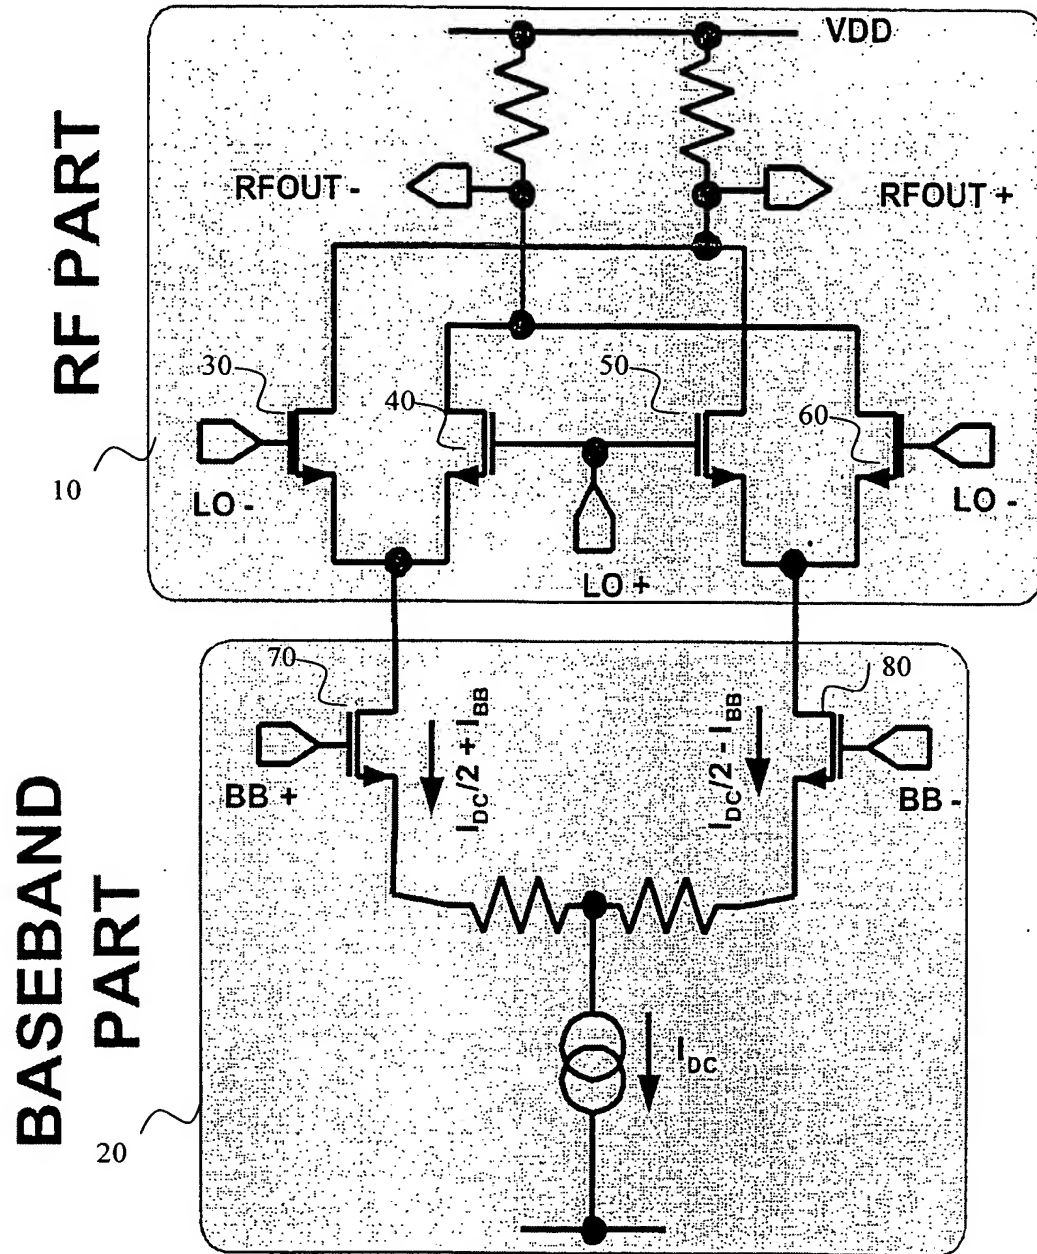 RF PART
VDD
RFOUT -
RFOUT +
30
40
50
60
10
LO -
LO +
LO -
BASEBAND
PART
70
80
BB +
I_DC/2 + I_BB
I_DC/2 - I_BB
BB -
I_DC
20